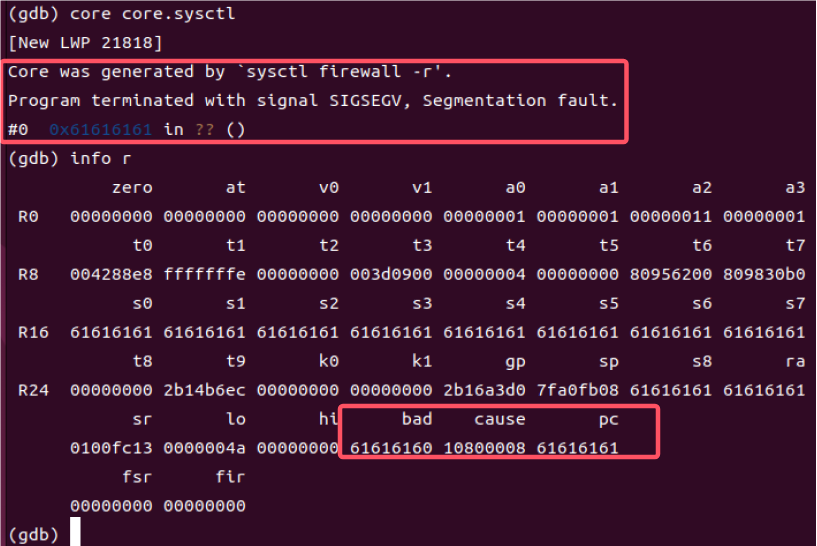 (gdb) core core.sysctl
[New LWP 21818]
Core was generated by `sysctl firewall -r'.
Program terminated with signal SIGSEGV, Segmentation fault.
#0 0x61616161 in ?? ()
(gdb) info r
zero at v0 v1 a0 a1 a2 a3
R0 00000000 00000000 00000000 00000000 00000001 00000001 00000011 00000001
t0 t1 t2 t3 t4 t5 t6 t7
R8 004288e8 fffffffe 00000000 003d0900 00000004 00000000 80956200 809830b0
s0 s1 s2 s3 s4 s5 s6 s7
R16 61616161 61616161 61616161 61616161 61616161 61616161 61616161 61616161
t8 t9 k0 k1 gp sp s8 ra
R24 00000000 2b14b6ec 00000000 00000000 2b16a3d0 7fa0fb08 61616161 61616161
sr lo hi bad cause pc
0100fc13 0000004a 00000000 61616160 10800008 61616161
fsr fir
00000000 00000000
(gdb)